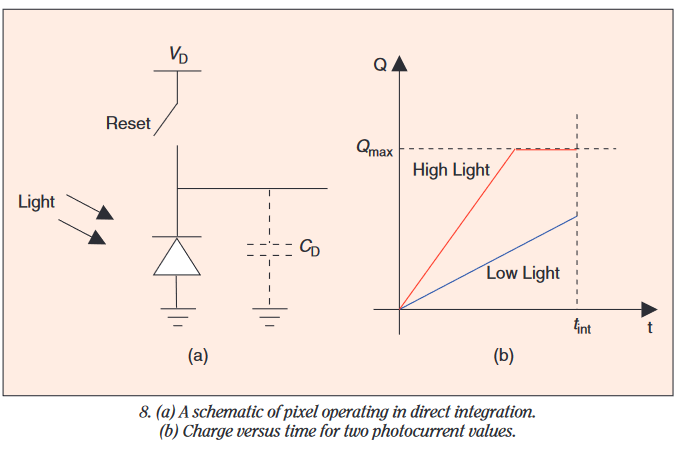 V_D
Reset
Light
C_D
(a)
Q
Q_max
High Light
Low Light
t_int
t
(b)
8. (a) A schematic of pixel operating in direct integration.
(b) Charge versus time for two photocurrent values.